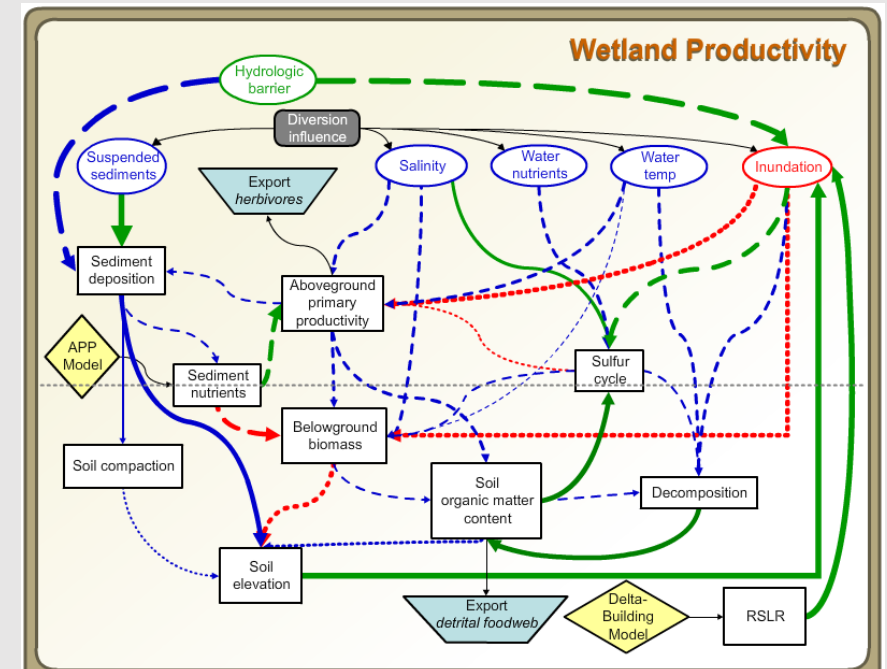 Wetland Productivity
Hydrologic
barrier
Diversion
influence
Suspended
sediments
Salinity
Water
nutrients
Water
temp
Inundation
Export
herbivores
Sediment
deposition
Aboveground
primary
productivity
APP
Model
Sediment
nutrients
Sulfur
cycle
Belowground
biomass
Soil compaction
Soil
organic matter
content
Decomposition
Soil
elevation
Export
detrital foodweb
Delta-
Building
Model
RSLR